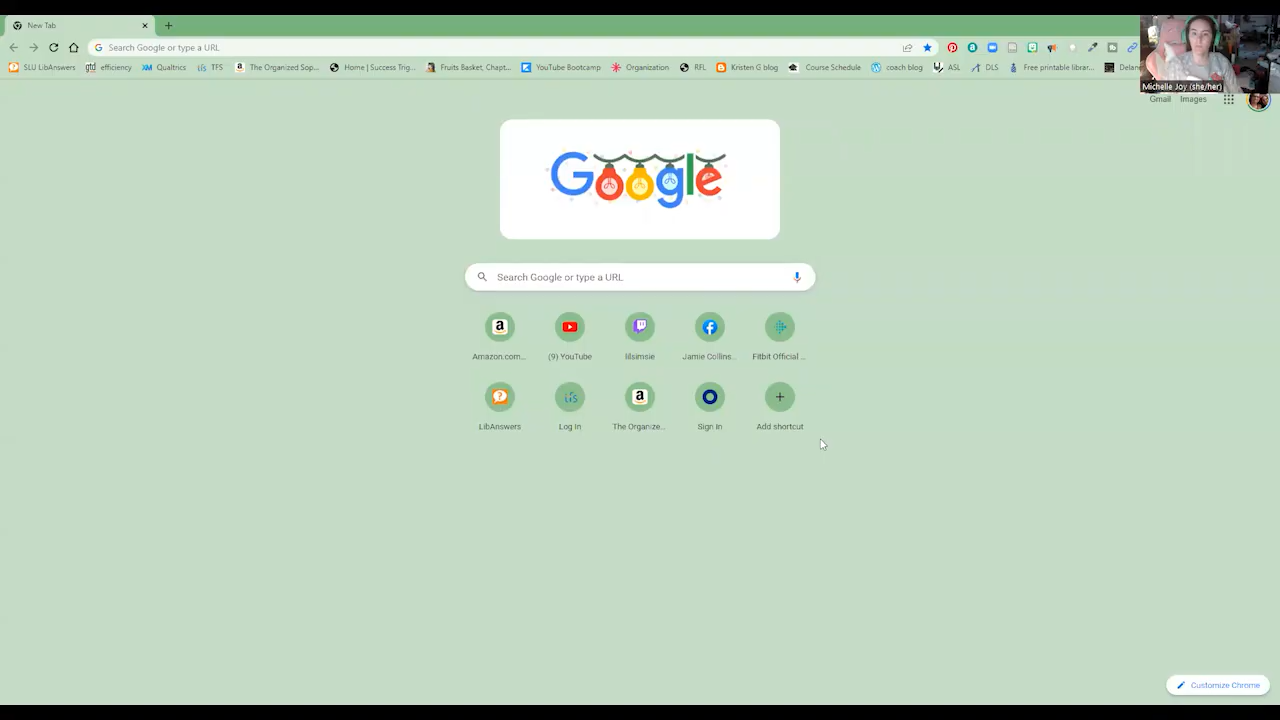 New Tab
Search Google or type a URL
SLU LibAnswers
gtd efficiency
XM Qualtrics
lfs TFS
a The Organized Sop...
Home | Success Trig...
Fruits Basket, Chapt...
YouTube Bootcamp
Organization
RFL
Kristen G blog
Course Schedule
coach blog
ASL
DLS
Free printable librar...
Michelle Joy (she/her)
Gmail Images
Google
Search Google or type a URL
Amazon.com...
(9) YouTube
lilsimsie
Jamie Collins...
Fitbit Official ...
LibAnswers
Log In
The Organize...
Sign In
Add shortcut
Customize Chrome